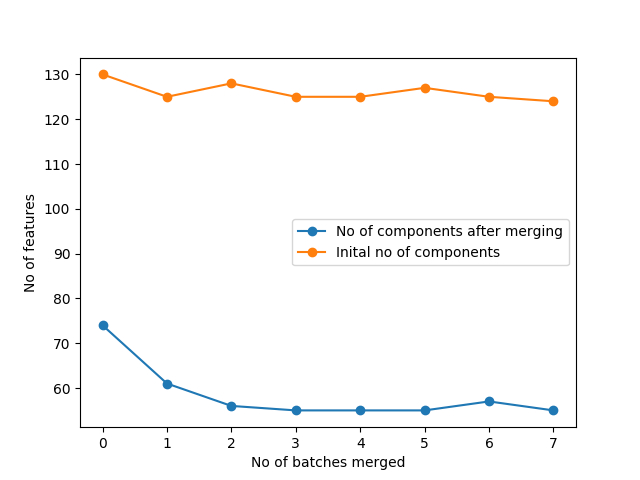 130
120
110
100
90
80
70
60
No of features
No of components after merging
Inital no of components
0 1 2 3 4 5 6 7
No of batches merged